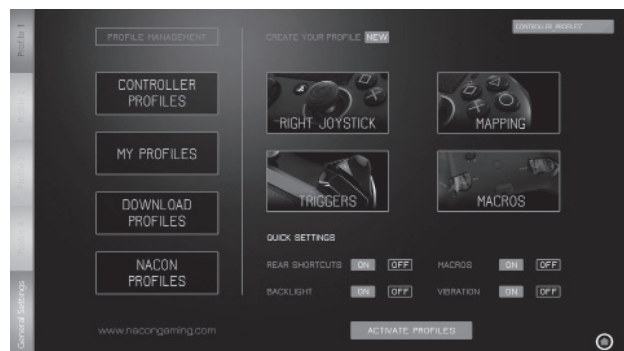 Profile 1
General Settings
PROFILE MANAGEMENT
CONTROLLER
PROFILES
MY PROFILES
DOWNLOAD
PROFILES
NACON
PROFILES
www.nacongaming.com
CREATE YOUR PROFILE NEW
CONTROLLER PROFILES
RIGHT JOYSTICK
MAPPING
TRIGGERS
MACROS
QUICK SETTINGS
REAR SHORTCUTS ON OFF
MACROS ON OFF
BACKLIGHT ON OFF
VIBRATION ON OFF
ACTIVATE PROFILES